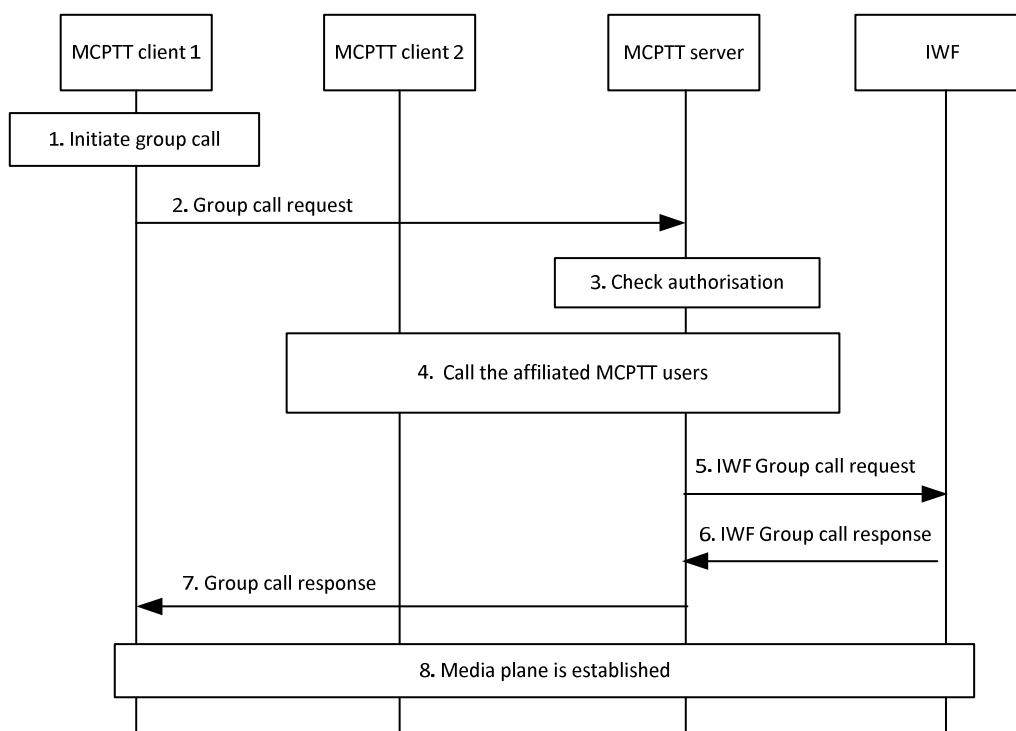 MCPTT client 1
MCPTT client 2
MCPTT server
IWF
1. Initiate group call
2. Group call request
3. Check authorisation
4. Call the affiliated MCPTT users
5. IWF Group call request
6. IWF Group call response
7. Group call response
8. Media plane is established